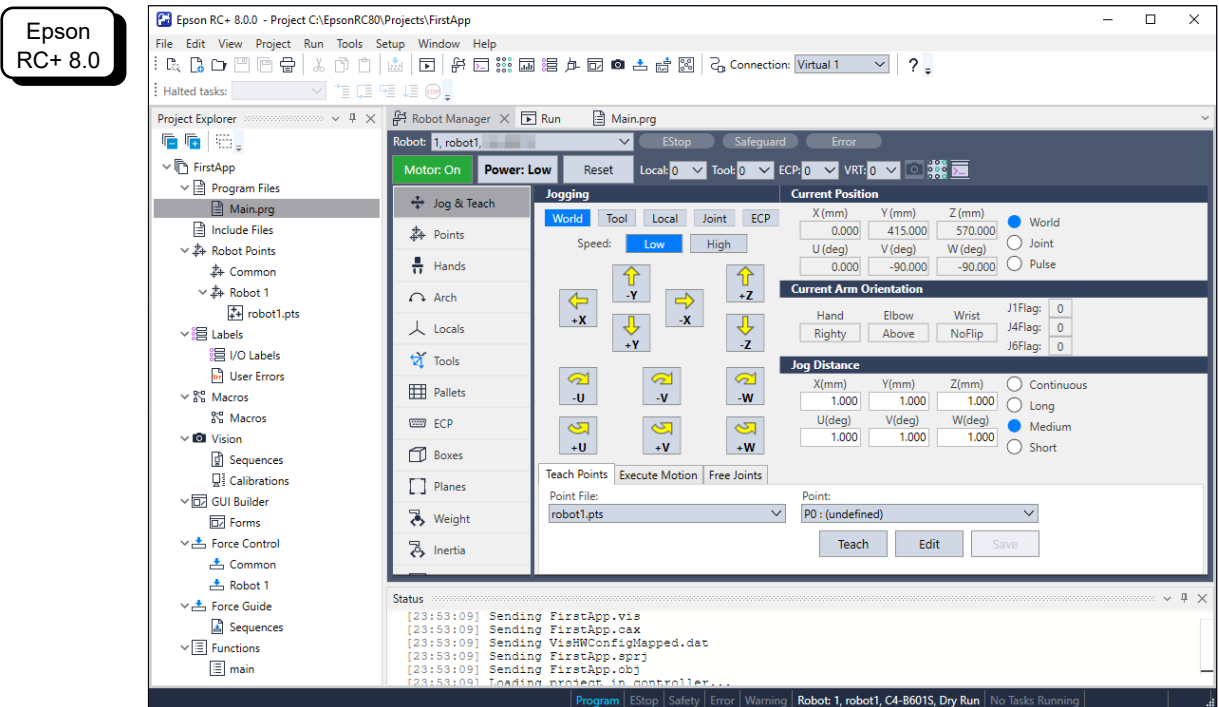 Epson
RC+ 8.0
Epson RC+ 8.0.0 - Project C:\EpsonRC80\Projects\FirstApp
File Edit View Project Run Tools Setup Window Help
Connection: Virtual 1 ?
Halted tasks: STOP
Project Explorer
FirstApp
Program Files
Main.prg
Include Files
Robot Points
Common
Robot 1
robot1.pts
Labels
I/O Labels
User Errors
Macros
Macros
Vision
Sequences
Calibrations
GUI Builder
Forms
Force Control
Common
Robot 1
Force Guide
Sequences
Functions
main
Robot Manager Run Main.prg
Robot: 1, robot1, EStop Safeguard Error
Motor: On Power: Low Reset Local: 0 Tool: 0 ECP: 0 VRT: 0
Jog & Teach
Points
Hands
Arch
Locals
Tools
Pallets
ECP
Boxes
Planes
Weight
Inertia
Jogging
World Tool Local Joint ECP
Speed: Low High
-Y +Z
+X -X
+Y -Z
-U -V -W
+U +V +W
Current Position
X (mm) Y (mm) Z (mm)
0.000 415.000 570.000
U (deg) V (deg) W (deg)
0.000 -90.000 -90.000
World
Joint
Pulse
Current Arm Orientation
Hand Elbow Wrist
Righty Above NoFlip
J1Flag: 0
J4Flag: 0
J6Flag: 0
Jog Distance
X(mm) Y(mm) Z(mm)
1.000 1.000 1.000
U(deg) V(deg) W(deg)
1.000 1.000 1.000
Continuous
Long
Medium
Short
Teach Points Execute Motion Free Joints
Point File: Point:
robot1.pts P0 : (undefined)
Teach Edit Save
Status
[23:53:09] Sending FirstApp.vis
[23:53:09] Sending FirstApp.cax
[23:53:09] Sending VisHWConfigMapped.dat
[23:53:09] Sending FirstApp.sprj
[23:53:09] Sending FirstApp.obj
[23:53:09] Loading project in controller...
Program EStop Safety Error Warning Robot: 1, robot1, C4-B601S, Dry Run No Tasks Running